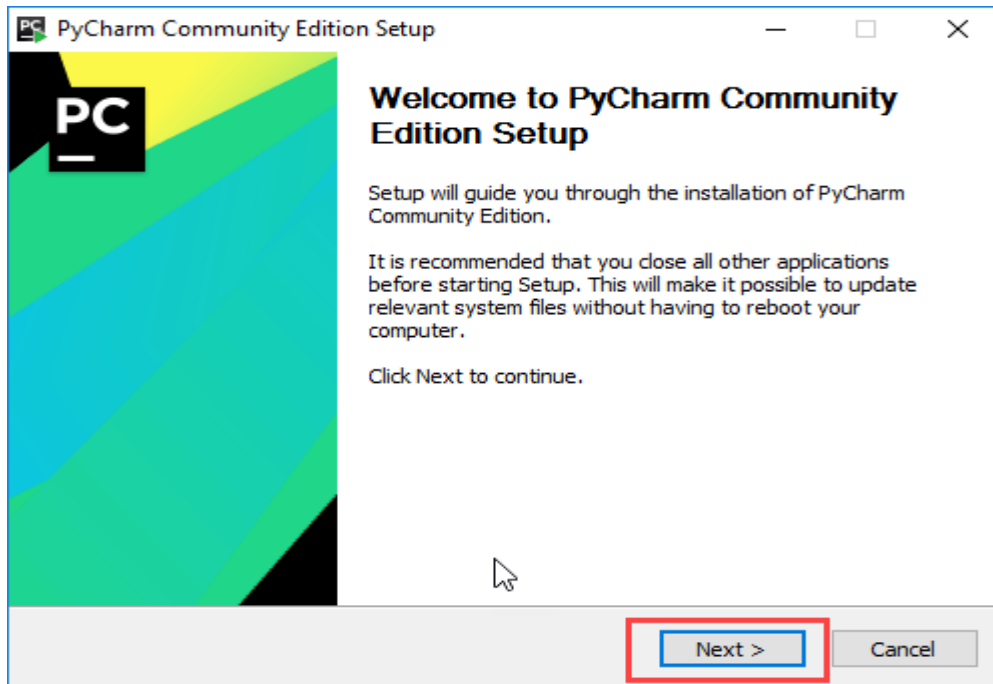 PyCharm Community Edition Setup
PC
Welcome to PyCharm Community
Edition Setup
Setup will guide you through the installation of PyCharm
Community Edition.
It is recommended that you close all other applications
before starting Setup. This will make it possible to update
relevant system files without having to reboot your
computer.
Click Next to continue.
Next >
Cancel